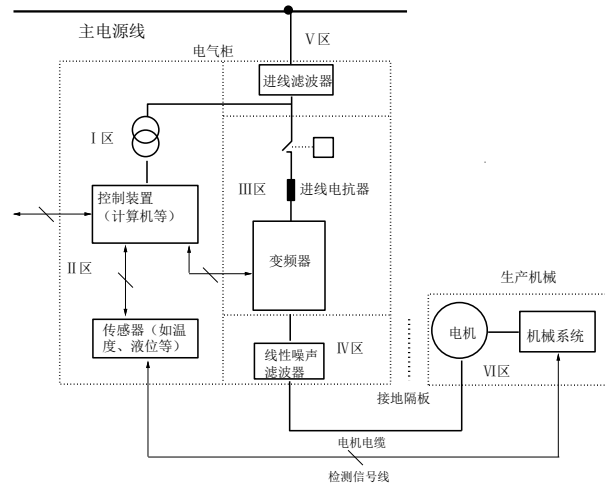 主电源线
Ⅴ区
电气柜
进线滤波器
Ⅰ区
控制装置
（计算机等）
Ⅲ区
进线电抗器
Ⅱ区
变频器
生产机械
传感器（如温
度、液位等）
线性噪声
滤波器
Ⅳ区
电机
机械系统
Ⅵ区
接地隔板
电机电缆
检测信号线